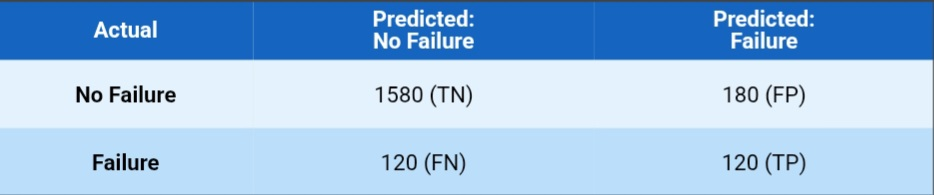 Actual Predicted: No Failure Predicted: Failure
No Failure 1580 (TN) 180 (FP)
Failure 120 (FN) 120 (TP)